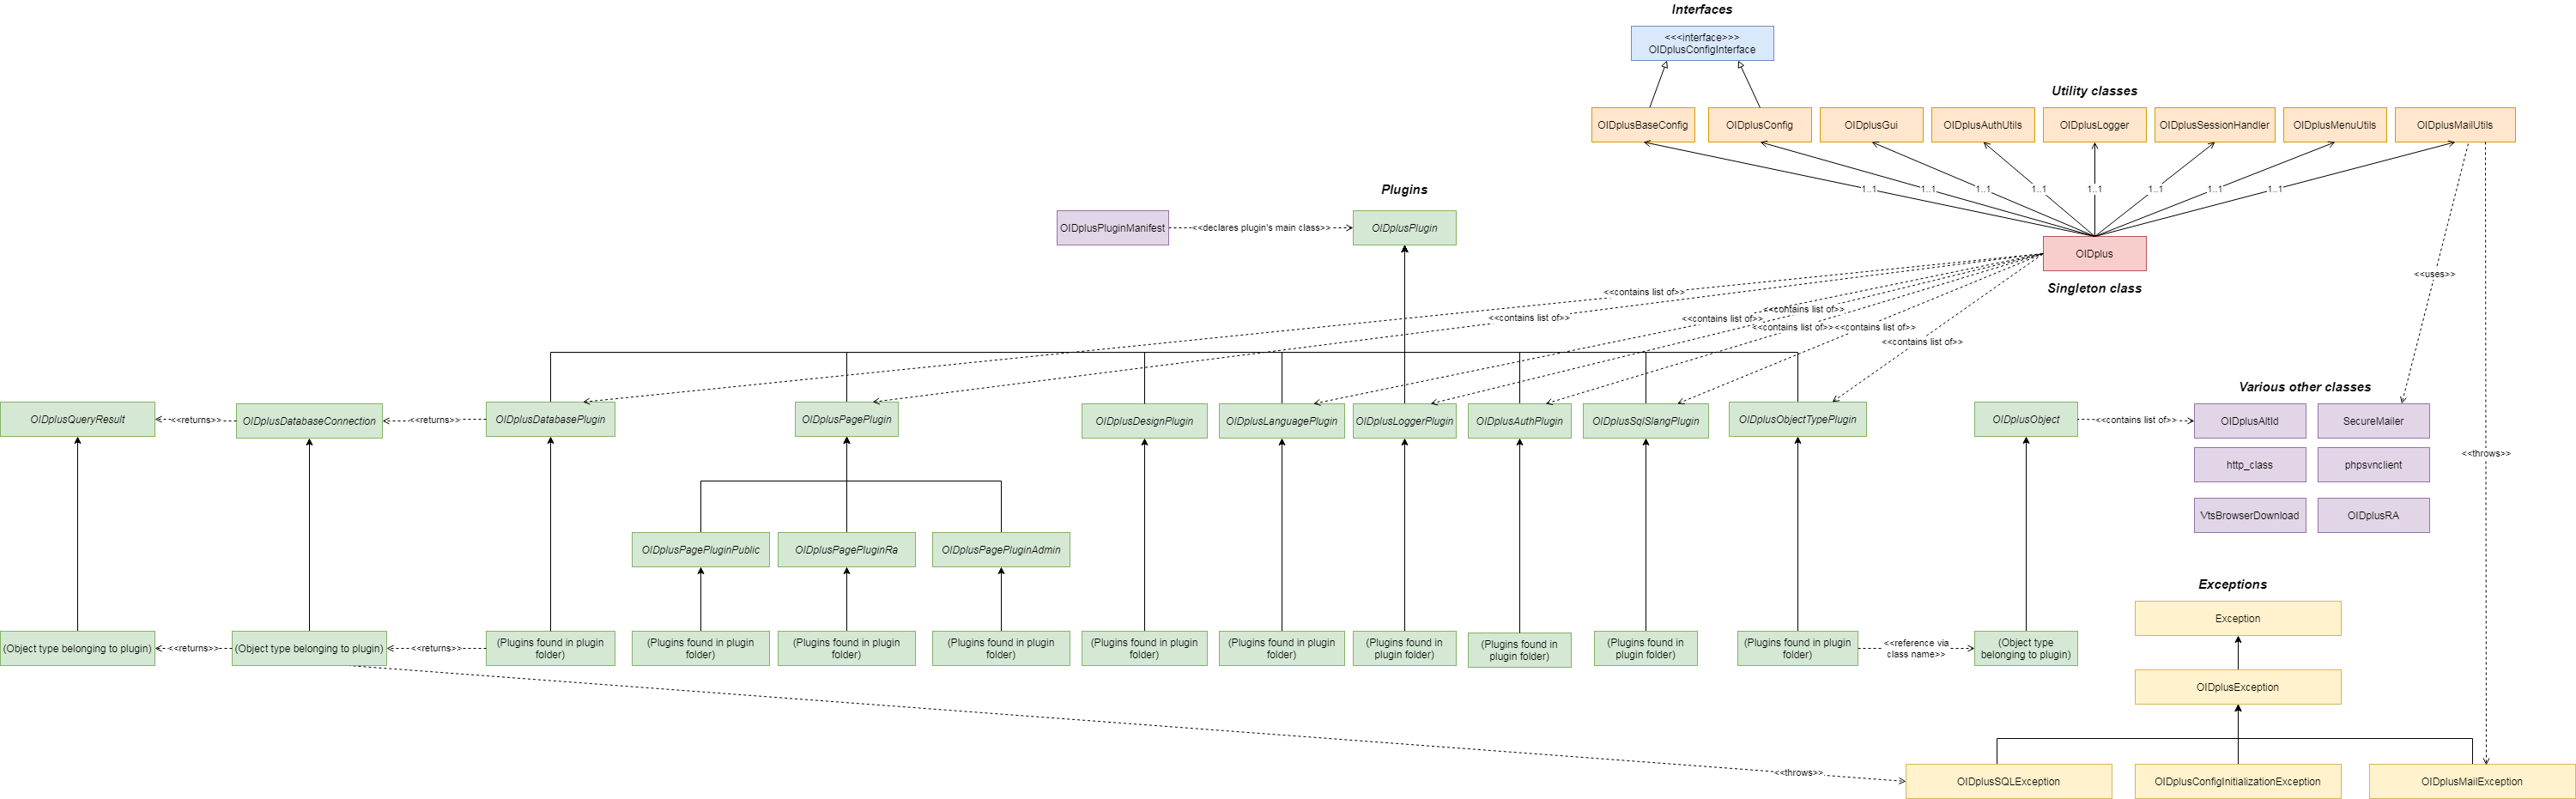 Interfaces
<<<interface>>>
OIDplusConfigInterface
Utility classes
OIDplusBaseConfig
OIDplusConfig
OIDplusGui
OIDplusAuthUtils
OIDplusLogger
OIDplusSessionHandler
OIDplusMenuUtils
OIDplusMailUtils
1..1
1..1
1..1
1..1
1..1
1..1
1..1
1..1
Plugins
OIDplusPluginManifest
<<declares plugin's main class>>
OIDplusPlugin
OIDplus
Singleton class
<<uses>>
<<contains list of>>
<<contains list of>>
<<contains list of>>
<<contains list of>>
<<contains list of>>
<<contains list of>>
<<contains list of>>
Various other classes
OIDplusQueryResult
<<returns>>
OIDplusDatabaseConnection
<<returns>>
OIDplusDatabasePlugin
OIDplusPagePlugin
OIDplusDesignPlugin
OIDplusLanguagePlugin
OIDplusLoggerPlugin
OIDplusAuthPlugin
OIDplusSqlSlangPlugin
OIDplusObjectTypePlugin
OIDplusObject
<<contains list of>>
OIDplusAltId
SecureMailer
<<throws>>
http_class
phpsvnclient
VtsBrowserDownload
OIDplusRA
OIDplusPagePluginPublic
OIDplusPagePluginRa
OIDplusPagePluginAdmin
Exceptions
Exception
(Object type belonging to plugin)
<<returns>>
(Object type belonging to plugin)
<<returns>>
(Plugins found in plugin
folder)
(Plugins found in plugin
folder)
(Plugins found in plugin
folder)
(Plugins found in plugin
folder)
(Plugins found in plugin
folder)
(Plugins found in plugin
folder)
(Plugins found in
plugin folder)
(Plugins found in
plugin folder)
(Plugins found in
plugin folder)
(Plugins found in plugin
folder)
<<reference via
class name>>
(Object type
belonging to plugin)
OIDplusException
<<throws>>
OIDplusSQLException
OIDplusConfigInitializationException
OIDplusMailException